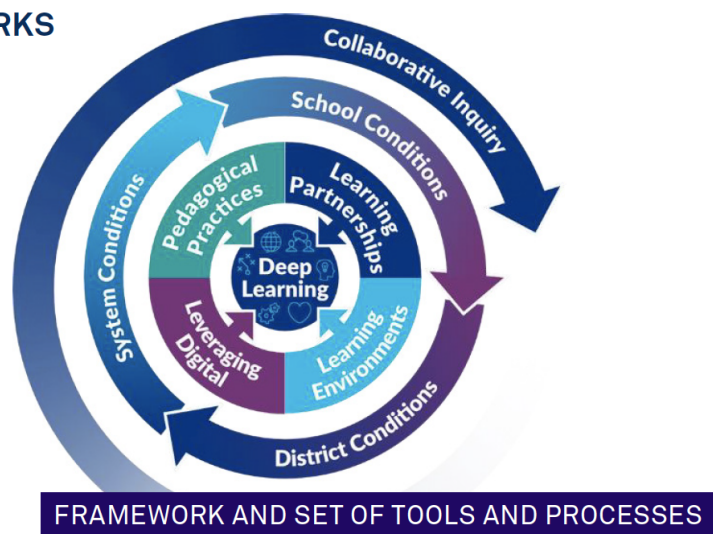 RKS
Collaborative Inquiry
School Conditions
System Conditions
Pedagogical
Practices
Learning
Partnerships
Deep
Learning
Leveraging
Digital
Learning
Environments
District Conditions
FRAMEWORK AND SET OF TOOLS AND PROCESSES